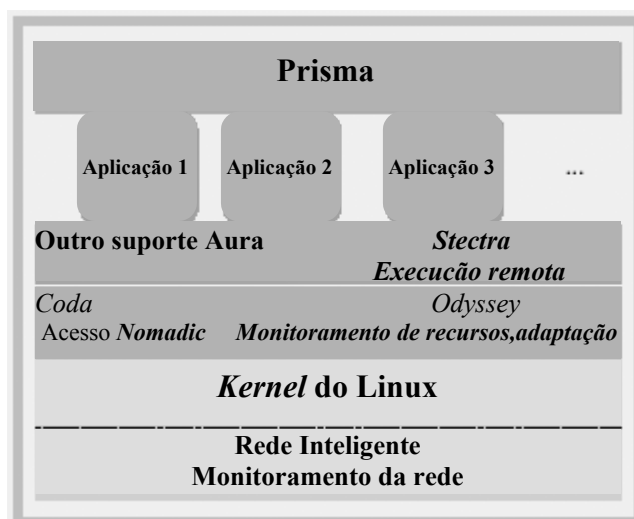 Prisma
Aplicação 1 Aplicação 2 Aplicação 3 ...
Outro suporte Aura Stectra
Execucão remota
Coda Odyssey
Acesso Nomadic Monitoramento de recursos,adaptação
Kernel do Linux
Rede Inteligente
Monitoramento da rede